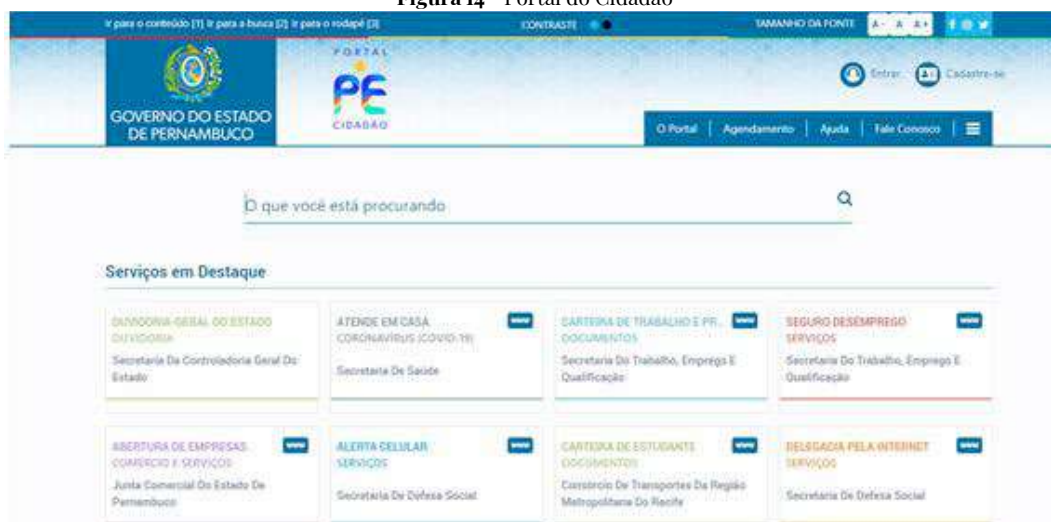 Figura 14 - Portal do Cidadão
Ir para o conteúdo [1] Ir para a busca [2] Ir para o rodapé [3] CONTRASTE TAMANHO DA FONTE A- A A+
PORTAL
PE
CIDADÃO
GOVERNO DO ESTADO
DE PERNAMBUCO
Entrar Cadastre-se
O Portal | Agendamento | Ajuda | Fale Conosco
O que você está procurando
Serviços em Destaque
OUVIDORIA GERAL DO ESTADO
OUVIDORIA
Secretaria Da Controladoria Geral Do
Estado
ATENDE EM CASA
CORONAVÍRUS (COVID-19)
Secretaria De Saúde
CARTEIRA DE TRABALHO E PR...
DOCUMENTOS
Secretaria Do Trabalho, Emprego E
Qualificação
SEGURO DESEMPREGO
SERVIÇOS
Secretaria Do Trabalho, Emprego E
Qualificação
ABERTURA DE EMPRESAS
COMÉRCIO E SERVIÇOS
Junta Comercial Do Estado De
Pernambuco
ALERTA CELULAR
SERVIÇOS
Secretaria De Defesa Social
CARTEIRA DE ESTUDANTE
DOCUMENTOS
Consórcio De Transportes Da Região
Metropolitana Do Recife
DELEGACIA PELA INTERNET
SERVIÇOS
Secretaria De Defesa Social